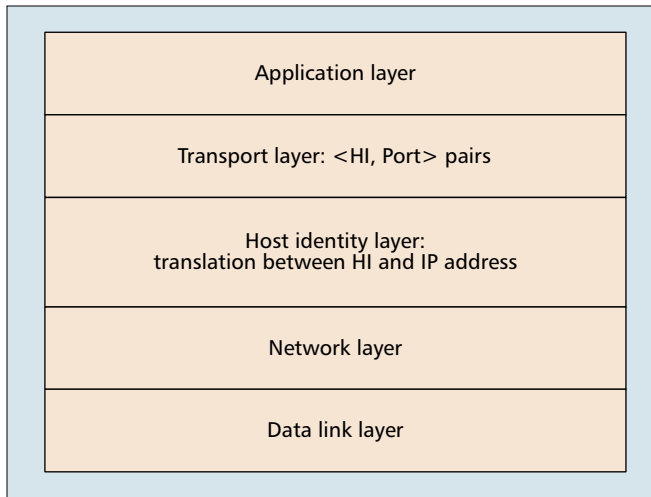 Application layer
Transport layer: <HI, Port> pairs
Host identity layer:
translation between HI and IP address
Network layer
Data link layer